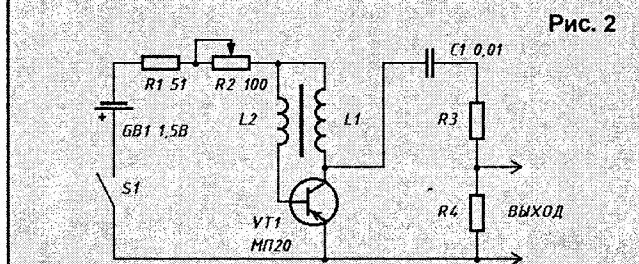 Рис. 2
C1 0,01
R1 51
R2 100
R3
L2
L1
+
GB1 1,5В
S1
R4
ВЫХОД
VT1
МП20